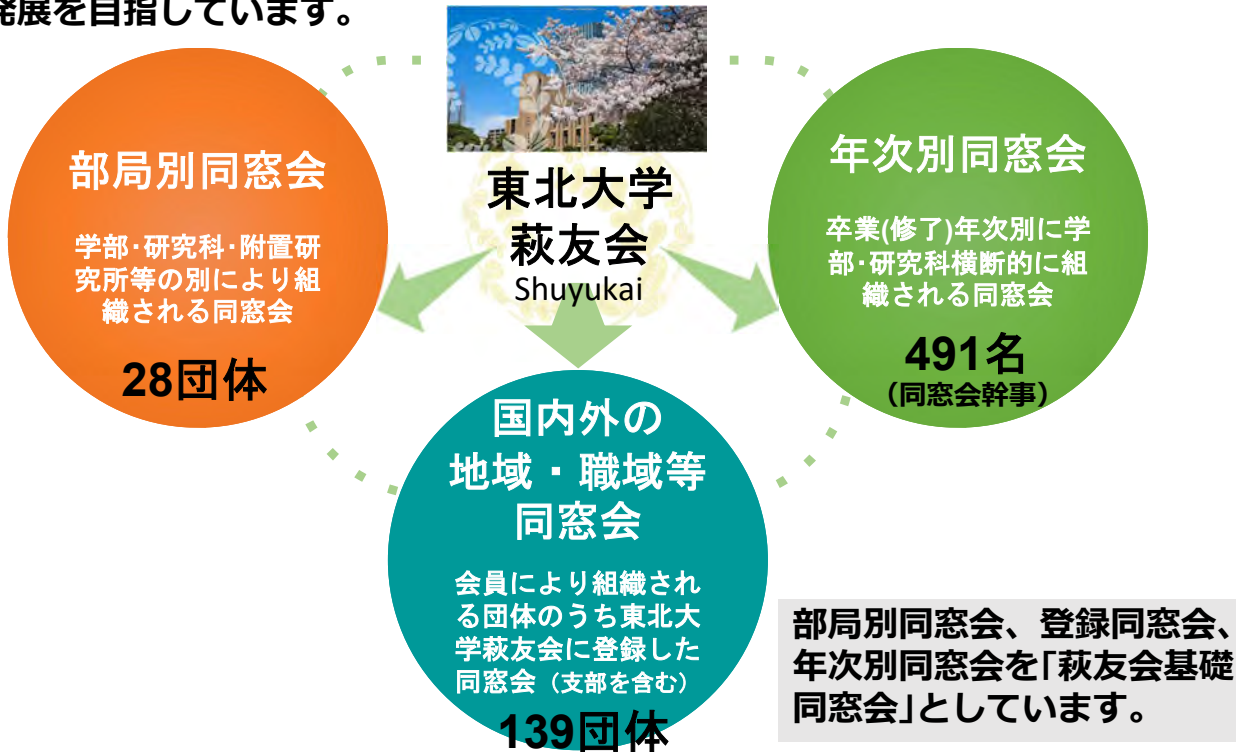 発展を目指しています。
東北大学
萩友会
Shuyukai
部局別同窓会
学部･研究科･附置研
究所等の別により組
織される同窓会
28団体
年次別同窓会
卒業(修了)年次別に学
部･研究科横断的に組
織される同窓会
491名
（同窓会幹事）
国内外の
地域・職域等
同窓会
会員により組織され
る団体のうち東北大
学萩友会に登録した
同窓会（支部を含む）
139団体
部局別同窓会、登録同窓会、
年次別同窓会を｢萩友会基礎
同窓会｣としています。